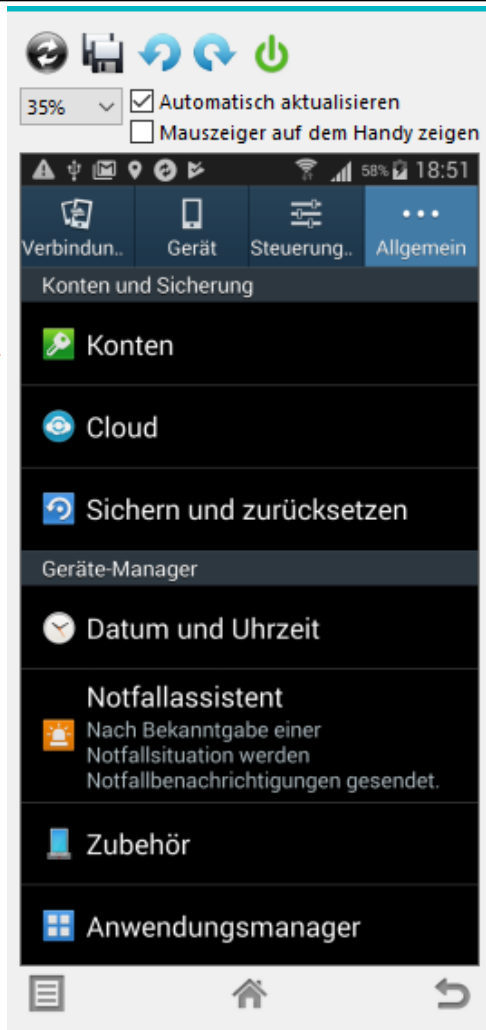 35%
Automatisch aktualisieren
Mauszeiger auf dem Handy zeigen
58% 18:51
Verbindun.. Gerät Steuerung.. Allgemein
Konten und Sicherung
Konten
Cloud
Sichern und zurücksetzen
Geräte-Manager
Datum und Uhrzeit
Notfallassistent
Nach Bekanntgabe einer
Notfallsituation werden
Notfallbenachrichtigungen gesendet.
Zubehör
Anwendungsmanager